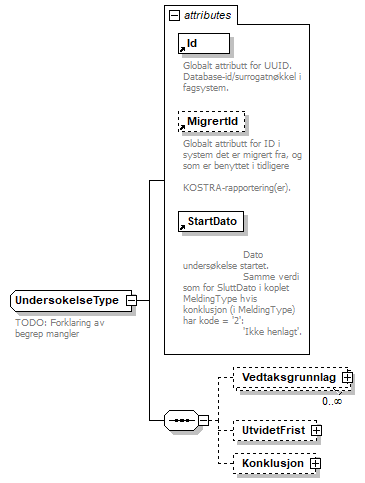 attributes
Id
Globalt attributt for UUID.
Database-id/surrogatnøkkel i
fagsystem.
MigrertId
Globalt attributt for ID i
system det er migrert fra, og
som er benyttet i tidligere
KOSTRA-rapportering(er).
StartDato
Dato
undersøkelse startet.
Samme verdi
som for SluttDato i koplet
MeldingType hvis
konklusjon (i MeldingType)
har kode = '2':
'Ikke henlagt'.
UndersokelseType
TODO: Forklaring av
begrep mangler
Vedtaksgrunnlag
0..∞
UtvidetFrist
Konklusjon